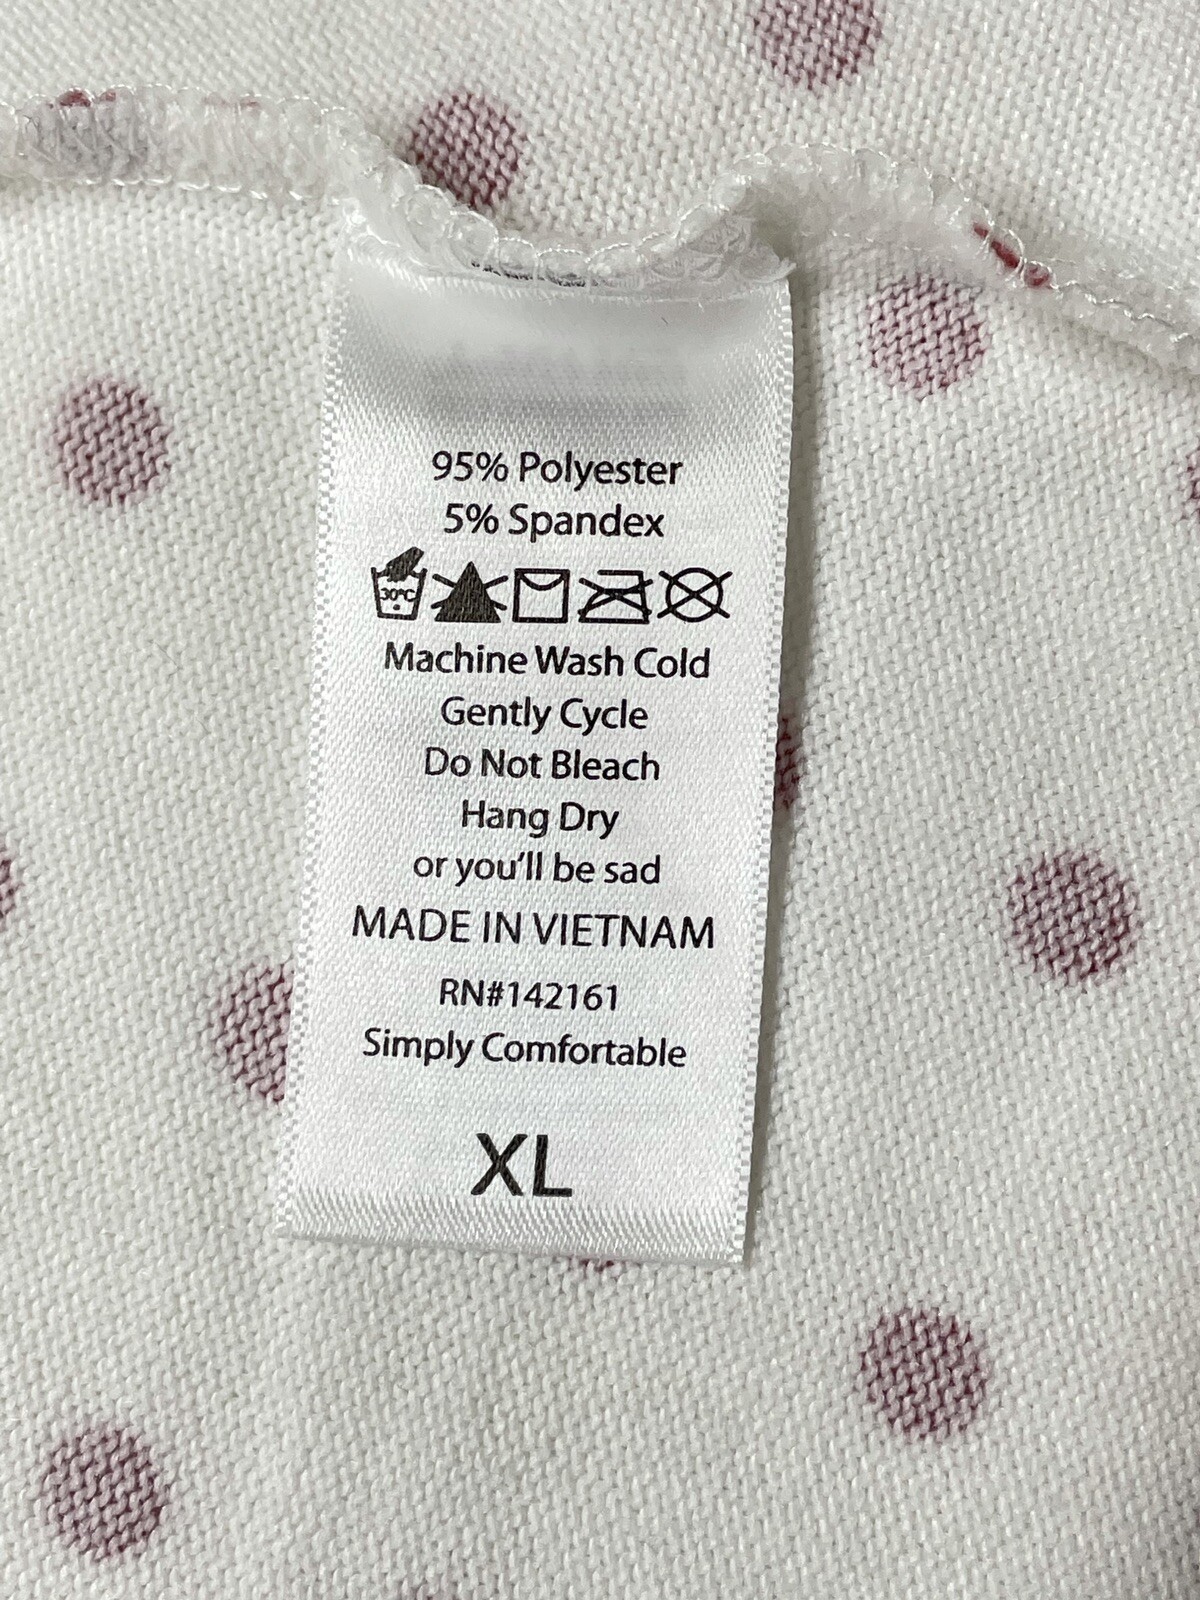 95% Polyester
5% Spandex
30°C
Machine Wash Cold
Gently Cycle
Do Not Bleach
Hang Dry
or you'll be sad
MADE IN VIETNAM
RN#142161
Simply Comfortable
XL